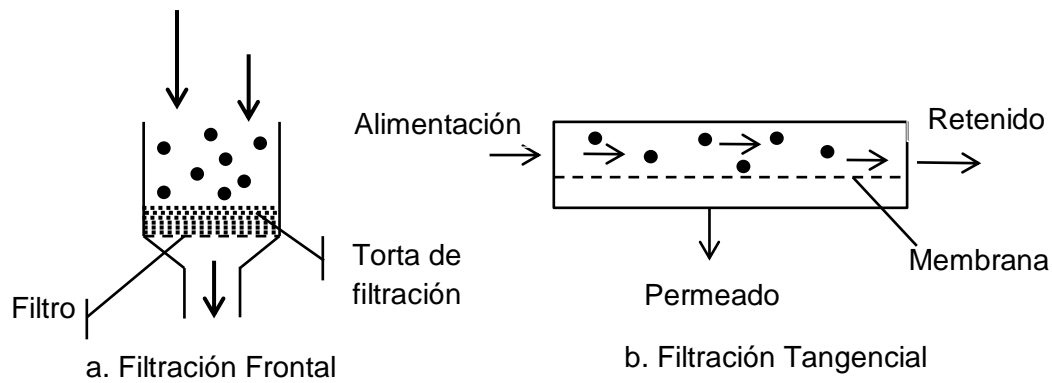 Alimentación
Retenido
Torta de
filtración
Filtro
Membrana
Permeado
a. Filtración Frontal
b. Filtración Tangencial